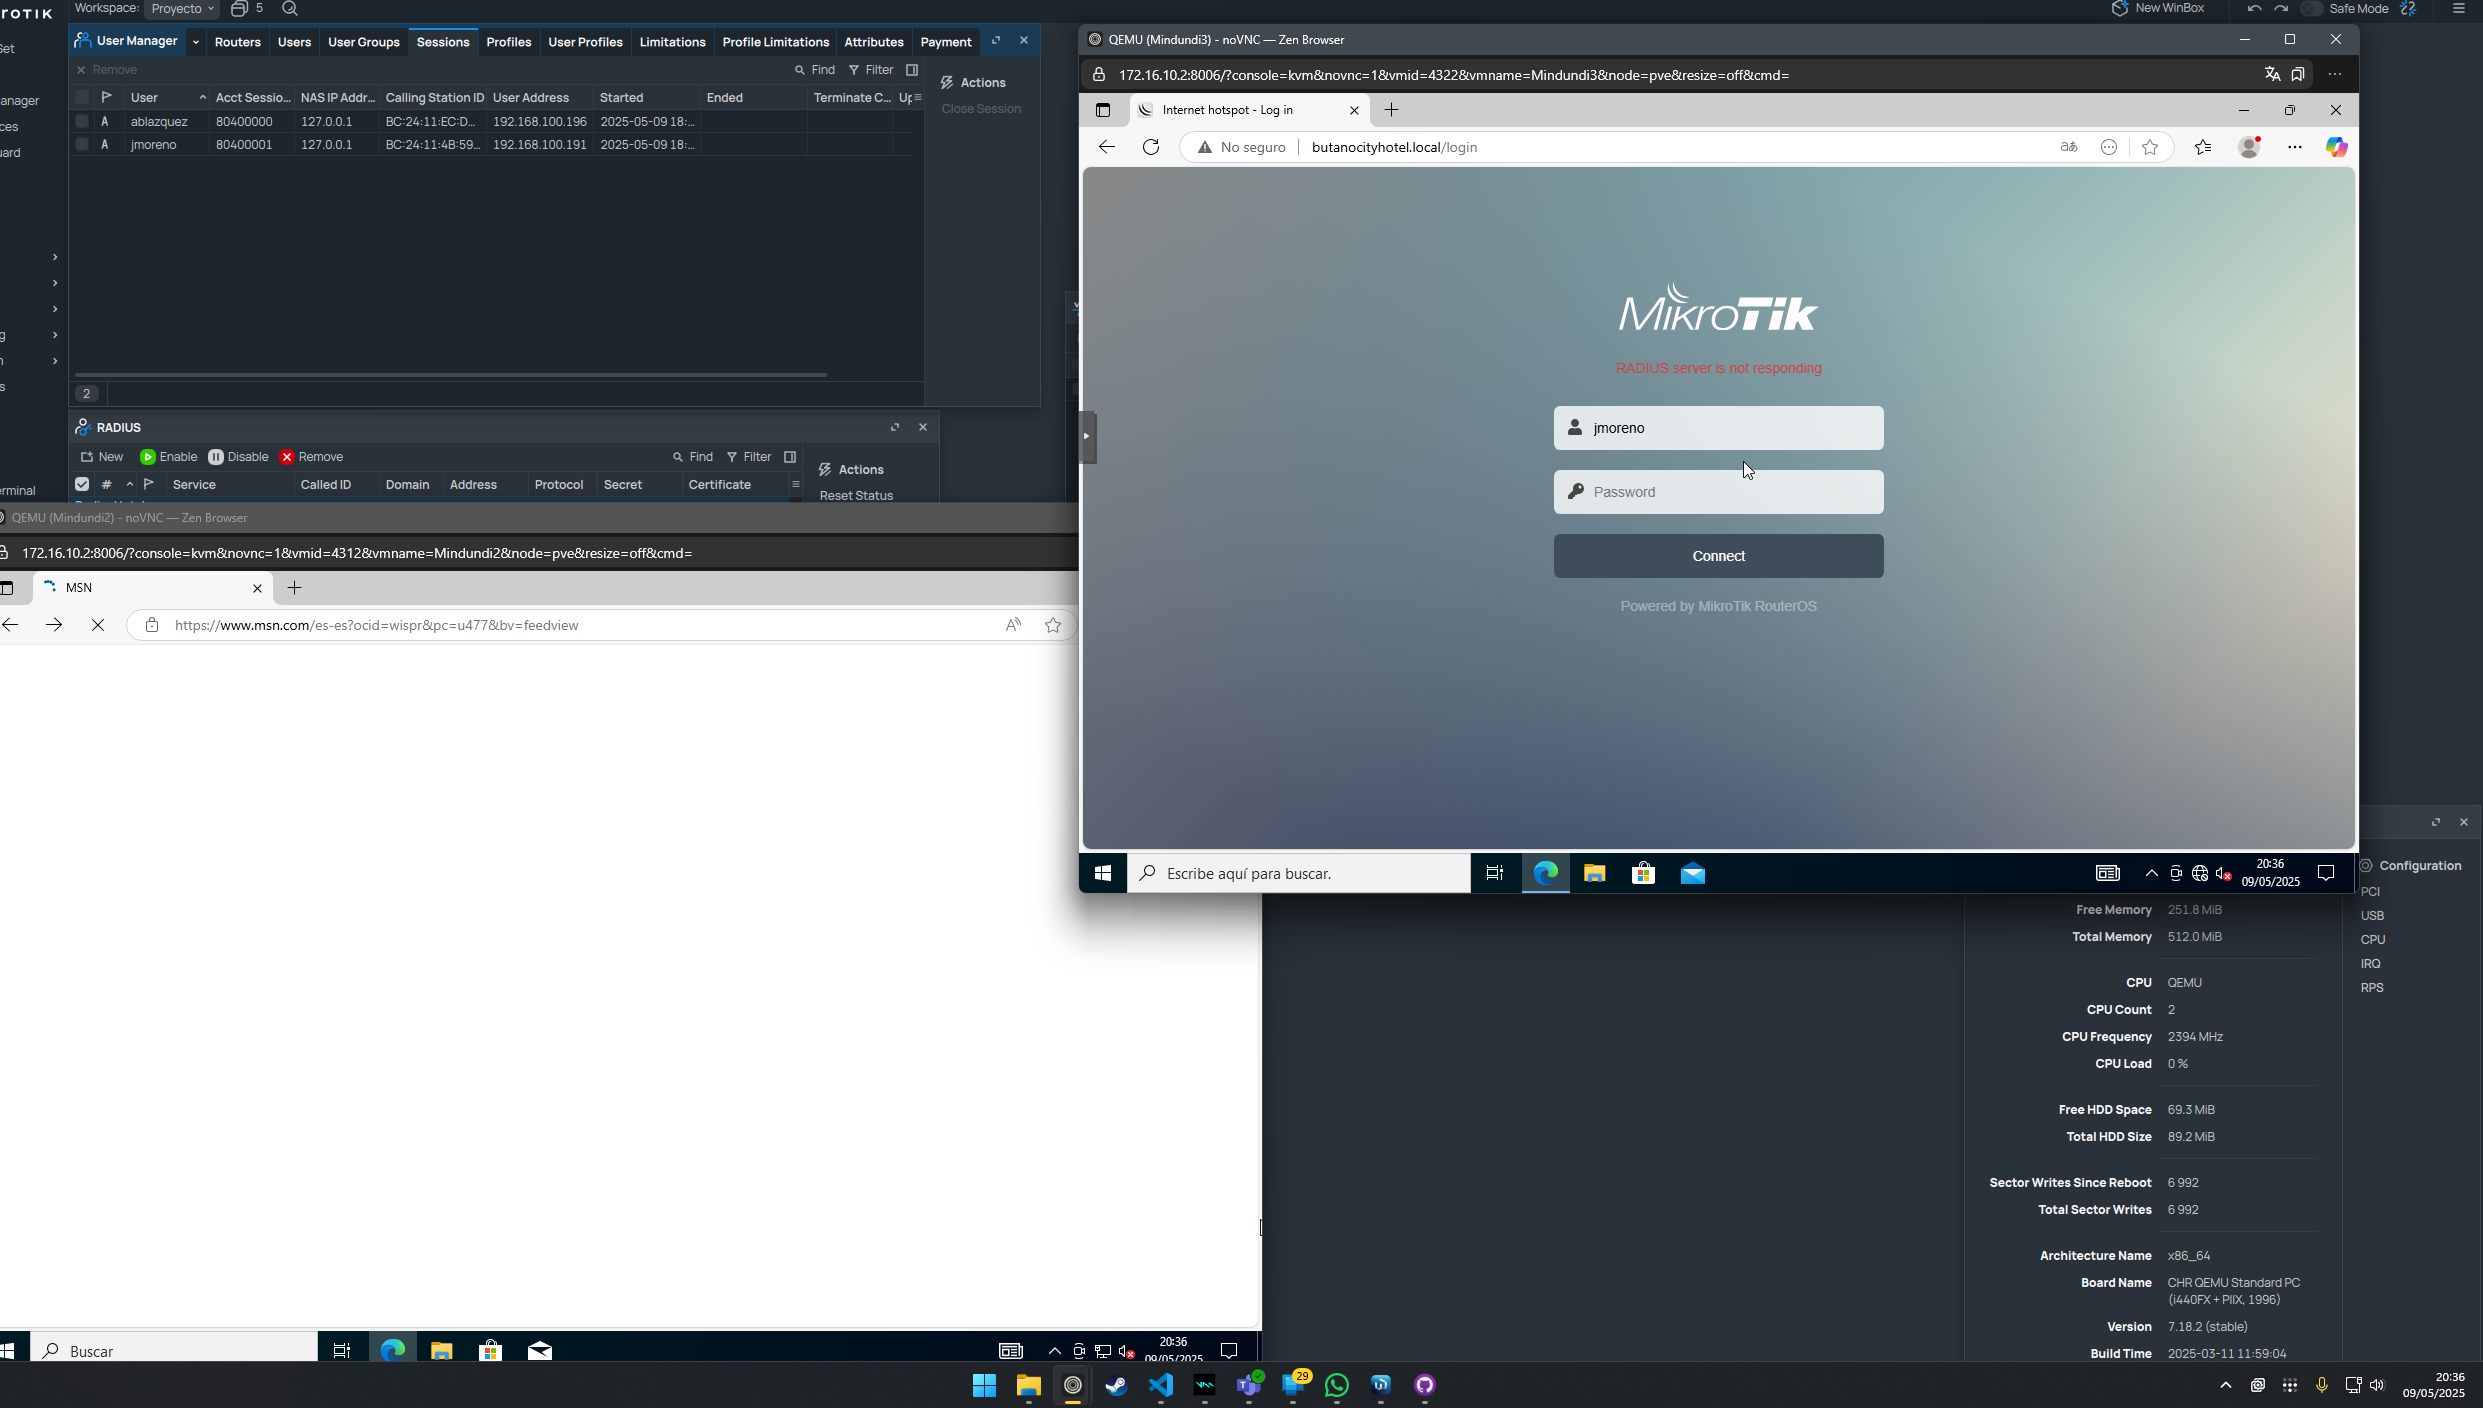 ROTIK
Workspace: Proyecto 5
New WinBox
Safe Mode
User Manager Routers Users User Groups Sessions Profiles User Profiles Limitations Profile Limitations Attributes Payment
Remove Find Filter
Actions
Close Session
User Acct Sessio... NAS IP Addr... Calling Station ID User Address Started Ended Terminate C...
A ablazquez 80400000 127.0.0.1 BC:24:11:EC:D... 192.168.100.196 2025-05-09 18:...
A jmoreno 80400001 127.0.0.1 BC:24:11:4B:59... 192.168.100.191 2025-05-09 18:...
2
RADIUS
New Enable Disable Remove Find Filter
Actions
Reset Status
# Service Called ID Domain Address Protocol Secret Certificate
QEMU (Mindundi2) - noVNC — Zen Browser
172.16.10.2:8006/?console=kvm&novnc=1&vmid=4312&vmname=Mindundi2&node=pve&resize=off&cmd=
MSN
https://www.msn.com/es-es?ocid=wispr&pc=u477&bv=feedview
Buscar
20:36
09/05/2025
QEMU (Mindundi3) - noVNC — Zen Browser
172.16.10.2:8006/?console=kvm&novnc=1&vmid=4322&vmname=Mindundi3&node=pve&resize=off&cmd=
Internet hotspot - Log in
No seguro butanocityhotel.local/login
MikroTik
RADIUS server is not responding
jmoreno
Password
Connect
Powered by MikroTik RouterOS
Escribe aquí para buscar.
20:36
09/05/2025
Configuration
PCI
USB
CPU
IRQ
RPS
Free Memory 251.8 MiB
Total Memory 512.0 MiB
CPU QEMU
CPU Count 2
CPU Frequency 2394 MHz
CPU Load 0 %
Free HDD Space 69.3 MiB
Total HDD Size 89.2 MiB
Sector Writes Since Reboot 6 992
Total Sector Writes 6 992
Architecture Name x86_64
Board Name CHR QEMU Standard PC
(i440FX + PIIX, 1996)
Version 7.18.2 (stable)
Build Time 2025-03-11 11:59:04
29
20:36
09/05/2025